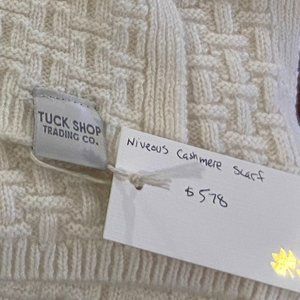 TUCK SHOP
TRADING CO.
Niveous Cashmere Scarf
$578